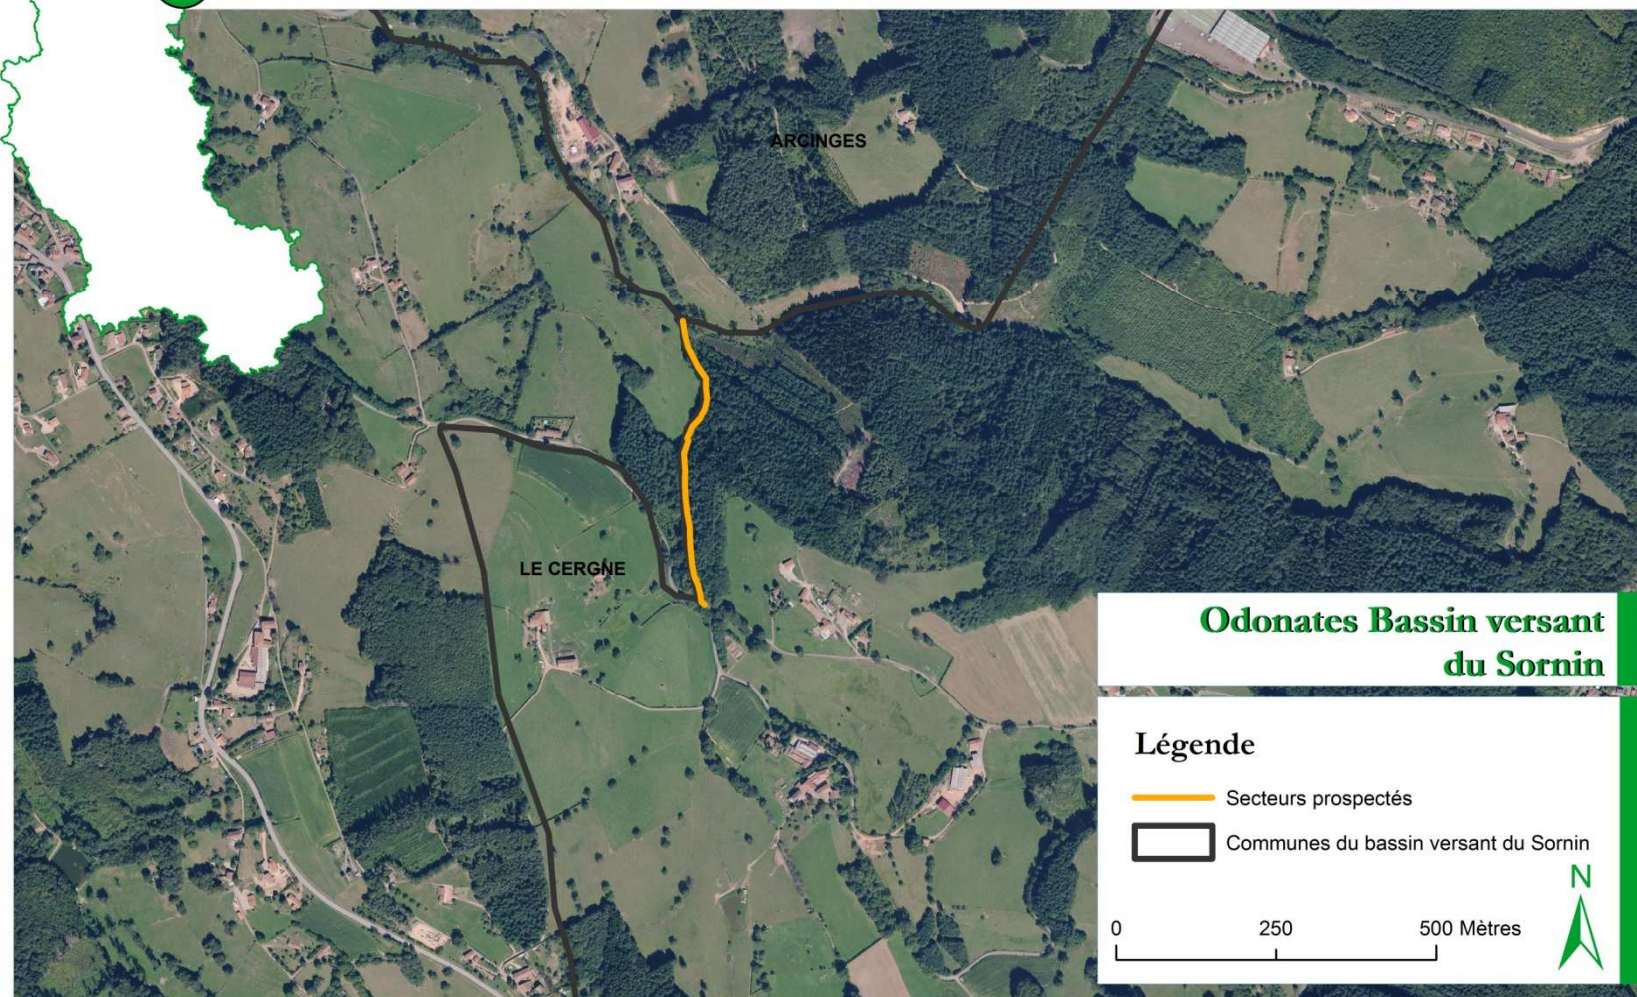 ARCINGES
LE CERGNE
Odonates Bassin versant
du Sornin
Légende
Secteurs prospectés
Communes du bassin versant du Sornin
N
0 250 500 Mètres